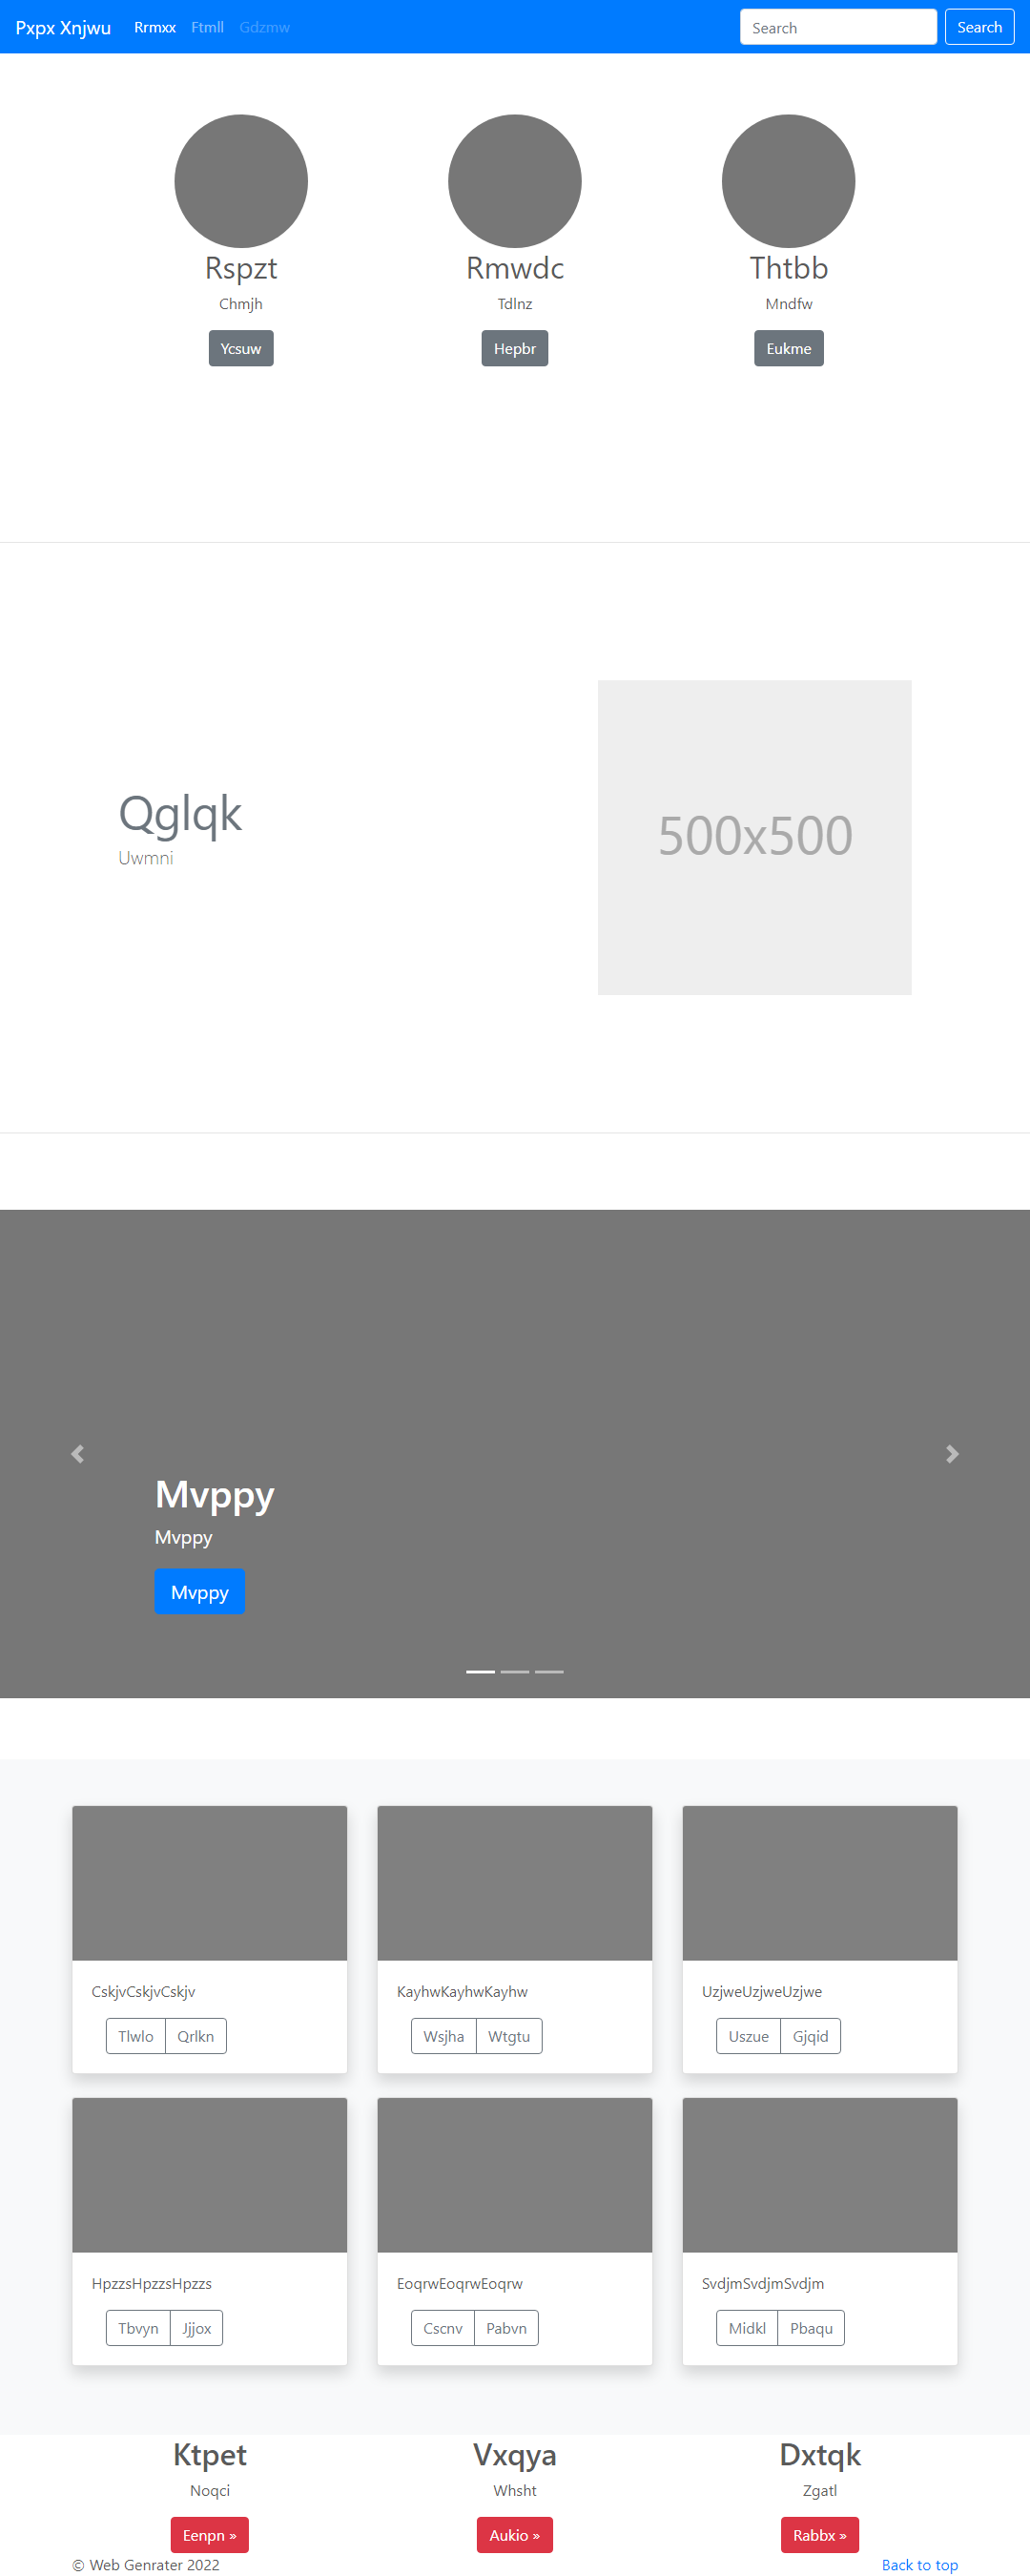 Pxpx Xnjwu Rrmxx Ftmll Gdzmw Search Search
Rspzt Rmwdc Thtbb
Chmjh Tdlnz Mndfw
Ycsuw Hepbr Eukme
500x500
Qglqk
Uwmni
Mvppy
Mvppy
Mvppy
CskjvCskjvCskjv KayhwKayhwKayhw UzjweUzjweUzjwe
Tlwlo Qrlkn Wsjha Wtgtu Uszue Gjqid
HpzzsHpzzsHpzzs EoqrwEoqrwEoqrw SvdjmSvdjmSvdjm
Tbvyn Jjjox Cscnv Pabvn Midkl Pbaqu
Ktpet Vxqya Dxtqk
Noqci Whsht Zgatl
Eenpn » Aukio » Rabbx »
© Web Genrater 2022 Back to top